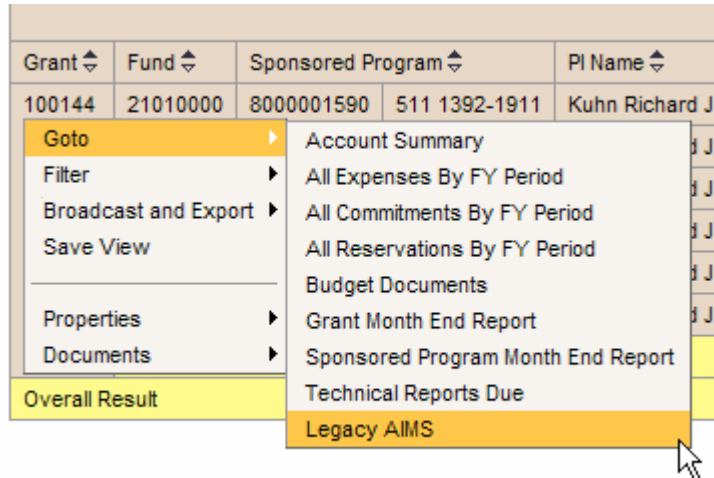 Grant Fund Sponsored Program PI Name
100144 21010000 8000001590 511 1392-1911 Kuhn Richard J
Goto
Filter
Broadcast and Export
Save View
Properties
Documents
Account Summary
All Expenses By FY Period
All Commitments By FY Period
All Reservations By FY Period
Budget Documents
Grant Month End Report
Sponsored Program Month End Report
Technical Reports Due
Legacy AIMS
d J
d J
d J
d J
d J
Overall Result